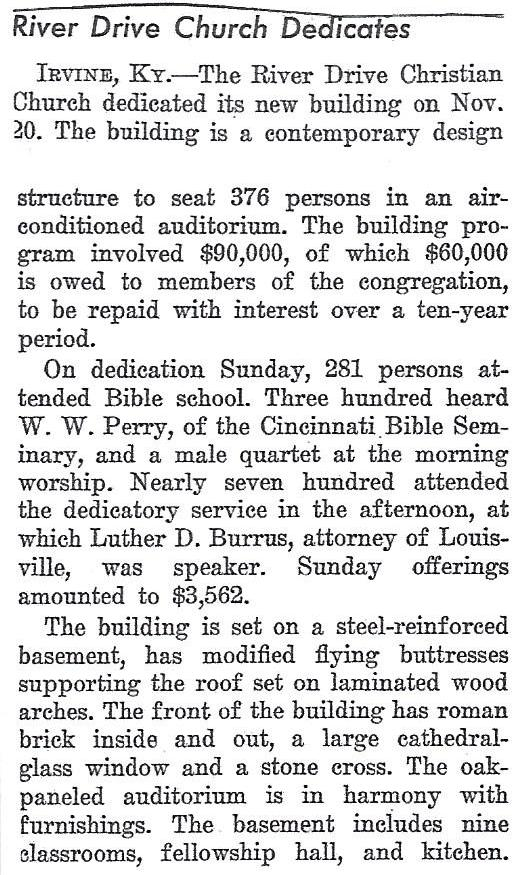 River Drive Church Dedicates
IRVINE, KY.—The River Drive Christian
Church dedicated its new building on Nov.
20. The building is a contemporary design
structure to seat 376 persons in an air-
conditioned auditorium. The building pro-
gram involved $90,000, of which $60,000
is owed to members of the congregation,
to be repaid with interest over a ten-year
period.
On dedication Sunday, 281 persons at-
tended Bible school. Three hundred heard
W. W. Perry, of the Cincinnati Bible Sem-
inary, and a male quartet at the morning
worship. Nearly seven hundred attended
the dedicatory service in the afternoon, at
which Luther D. Burrus, attorney of Louis-
ville, was speaker. Sunday offerings
amounted to $3,562.
The building is set on a steel-reinforced
basement, has modified flying buttresses
supporting the roof set on laminated wood
arches. The front of the building has roman
brick inside and out, a large cathedral-
glass window and a stone cross. The oak-
paneled auditorium is in harmony with
furnishings. The basement includes nine
classrooms, fellowship hall, and kitchen.